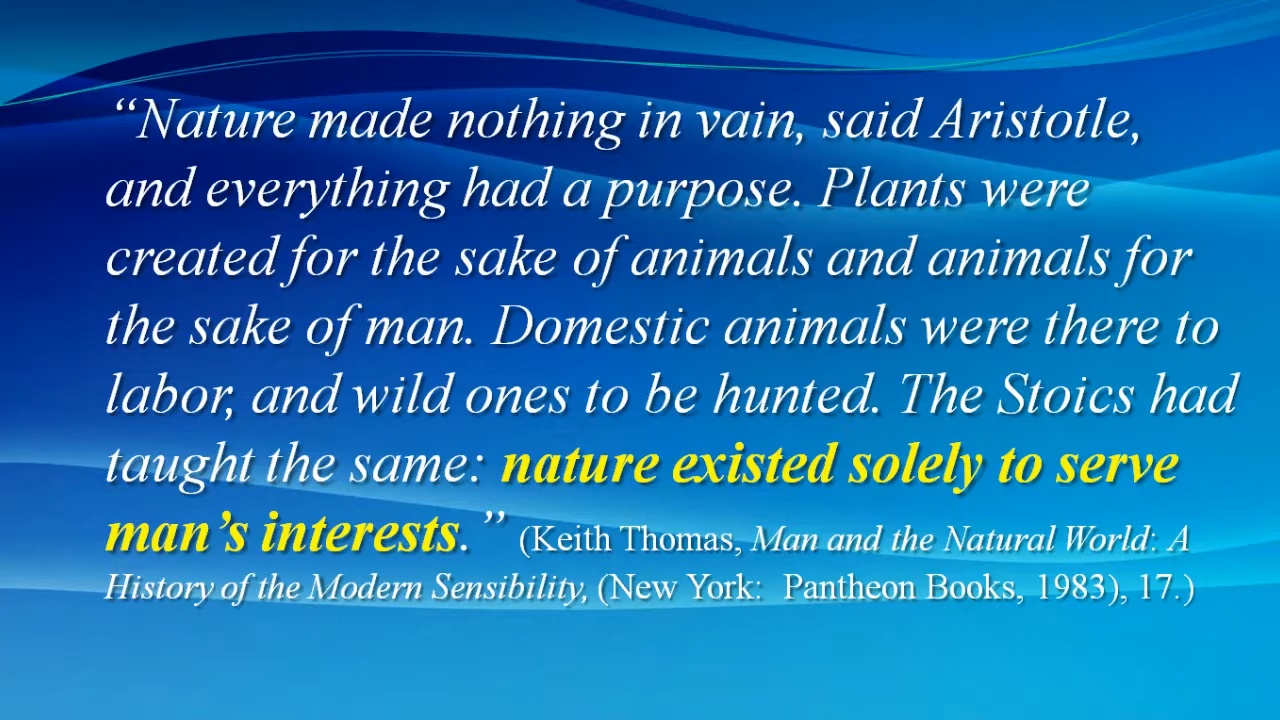 “Nature made nothing in vain, said Aristotle,
and everything had a purpose. Plants were
created for the sake of animals and animals for
the sake of man. Domestic animals were there to
labor, and wild ones to be hunted. The Stoics had
taught the same: nature existed solely to serve
man’s interests.” (Keith Thomas, Man and the Natural World: A
History of the Modern Sensibility, (New York:  Pantheon Books, 1983), 17.)